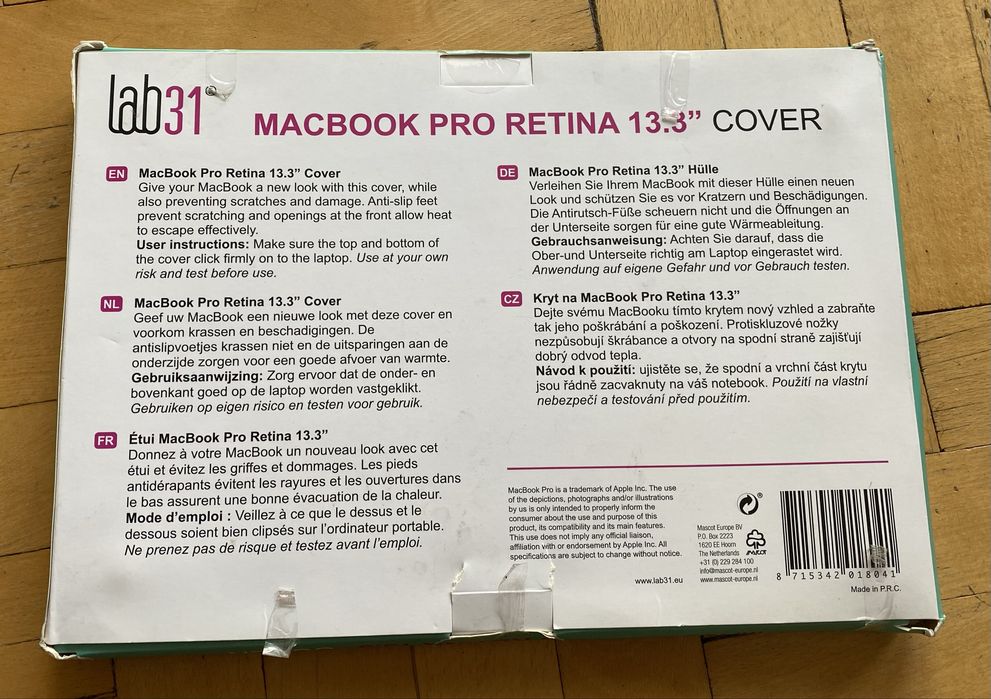 lab31
MACBOOK PRO RETINA 13.3” COVER
EN MacBook Pro Retina 13.3” Cover
Give your MacBook a new look with this cover, while
also preventing scratches and damage. Anti-slip feet
prevent scratching and openings at the front allow heat
to escape effectively.
User instructions: Make sure the top and bottom of
the cover click firmly on to the laptop. Use at your own
risk and test before use.
NL MacBook Pro Retina 13.3” Cover
Geef uw MacBook een nieuwe look met deze cover en
voorkom krassen en beschadigingen. De
antislipvoetjes krassen niet en de uitsparingen aan de
onderzijde zorgen voor een goede afvoer van warmte.
Gebruiksaanwijzing: Zorg ervoor dat de onder- en
bovenkant goed op de laptop worden vastgeklikt.
Gebruiken op eigen risico en testen voor gebruik.
FR Étui MacBook Pro Retina 13.3”
Donnez à votre MacBook un nouveau look avec cet
étui et évitez les griffes et dommages. Les pieds
antidérapants évitent les rayures et les ouvertures dans
le bas assurent une bonne évacuation de la chaleur.
Mode d’emploi : Veillez à ce que le dessus et le
dessous soient bien clipsés sur l’ordinateur portable.
Ne prenez pas de risque et testez avant l’emploi.
DE MacBook Pro Retina 13.3” Hülle
Verleihen Sie Ihrem MacBook mit dieser Hülle einen neuen
Look und schützen Sie es vor Kratzern und Beschädigungen.
Die Antirutsch-Füße scheuern nicht und die Öffnungen an
der Unterseite sorgen für eine gute Wärmeableitung.
Gebrauchsanweisung: Achten Sie darauf, dass die
Ober-und Unterseite richtig am Laptop eingerastet wird.
Anwendung auf eigene Gefahr und vor Gebrauch testen.
CZ Kryt na MacBook Pro Retina 13.3”
Dejte svému MacBooku tímto krytem nový vzhled a zabraňte
tak jeho poškrábání a poškození. Protiskluzové nožky
nezpůsobují škrábance a otvory na spodní straně zajišťují
dobrý odvod tepla.
Návod k použití: ujistěte se, že spodní a vrchní část krytu
jsou řádně zacvaknuty na váš notebook. Použití na vlastní
nebezpečí a testování před použitím.
MacBook Pro is a trademark of Apple Inc. The use
of the depictions, photographs and/or illustrations
by us is only intended to properly inform the
consumer about the use and purpose of this
product, its compatibility and its main features.
This use does not imply any official liaison,
affiliation with or endorsement by Apple Inc. All
specifications are subject to change without notice.
www.lab31.eu
Mascot Europe BV
P.O. Box 2223
1620 EE Hoorn
The Netherlands
+31 (0) 229 284 100
info@mascot-europe.nl
www.mascot-europe.nl
®
MASCOT
8 715342 018041
Made in P.R.C.